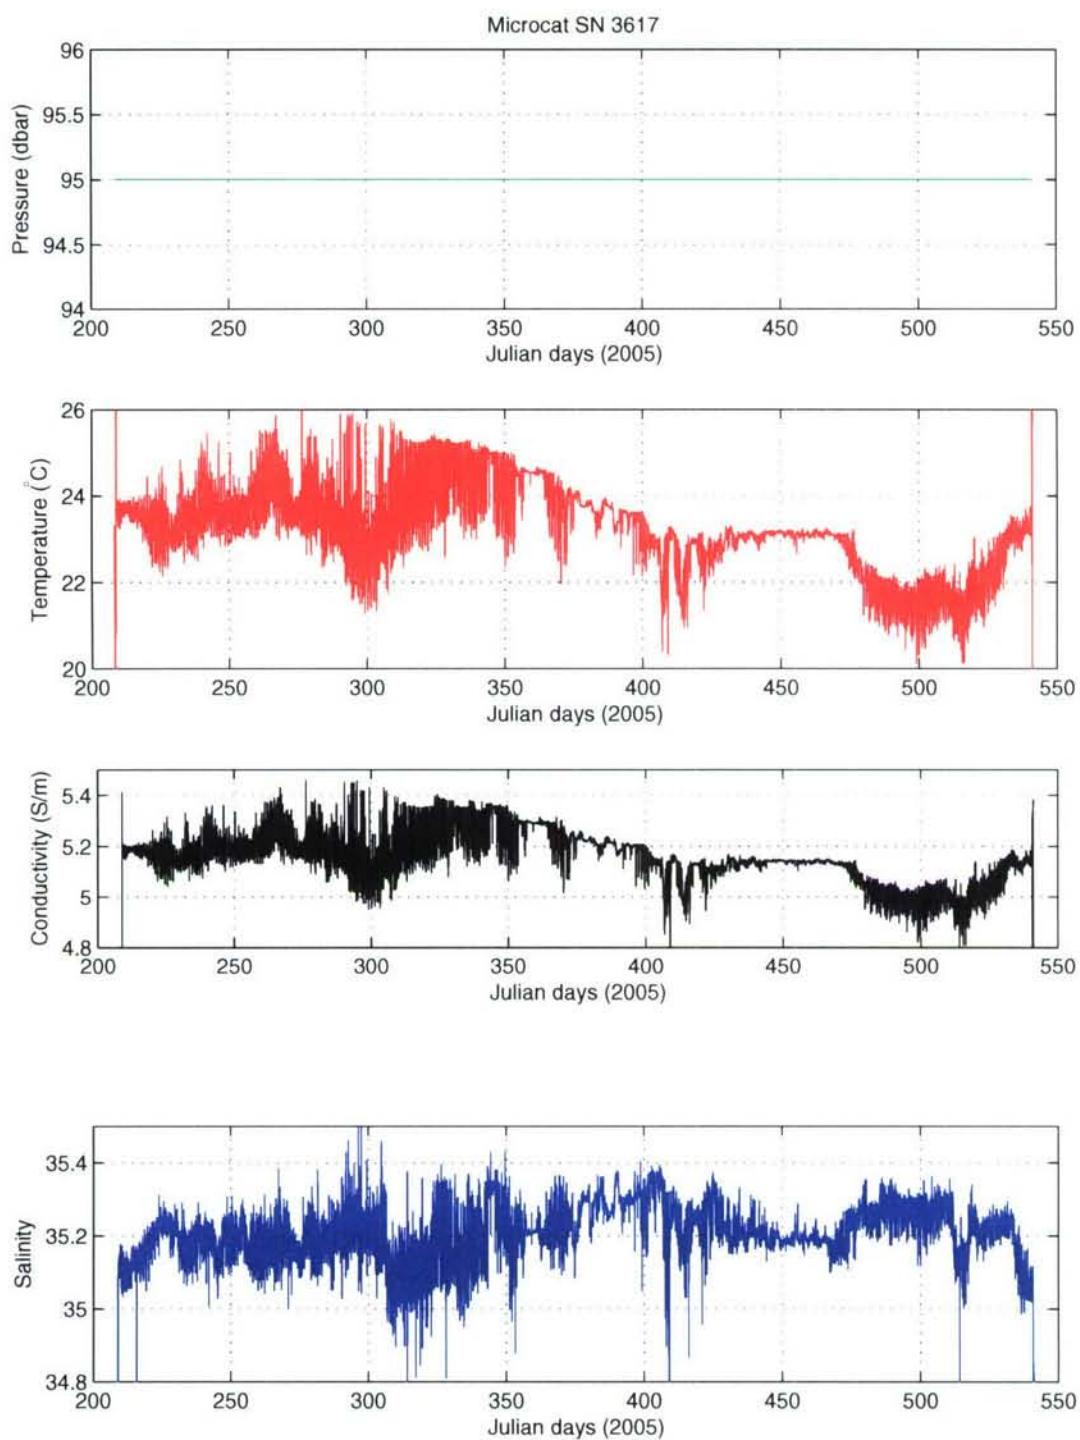 Microcat SN 3617
96
95.5
95
94.5
94
Pressure (dbar)
200 250 300 350 400 450 500 550
Julian days (2005)
26
24
22
20
Temperature (°C)
200 250 300 350 400 450 500 550
Julian days (2005)
5.4
5.2
5
4.8
Conductivity (S/m)
200 250 300 350 400 450 500 550
Julian days (2005)
35.4
35.2
35
34.8
Salinity
200 250 300 350 400 450 500 550
Julian days (2005)